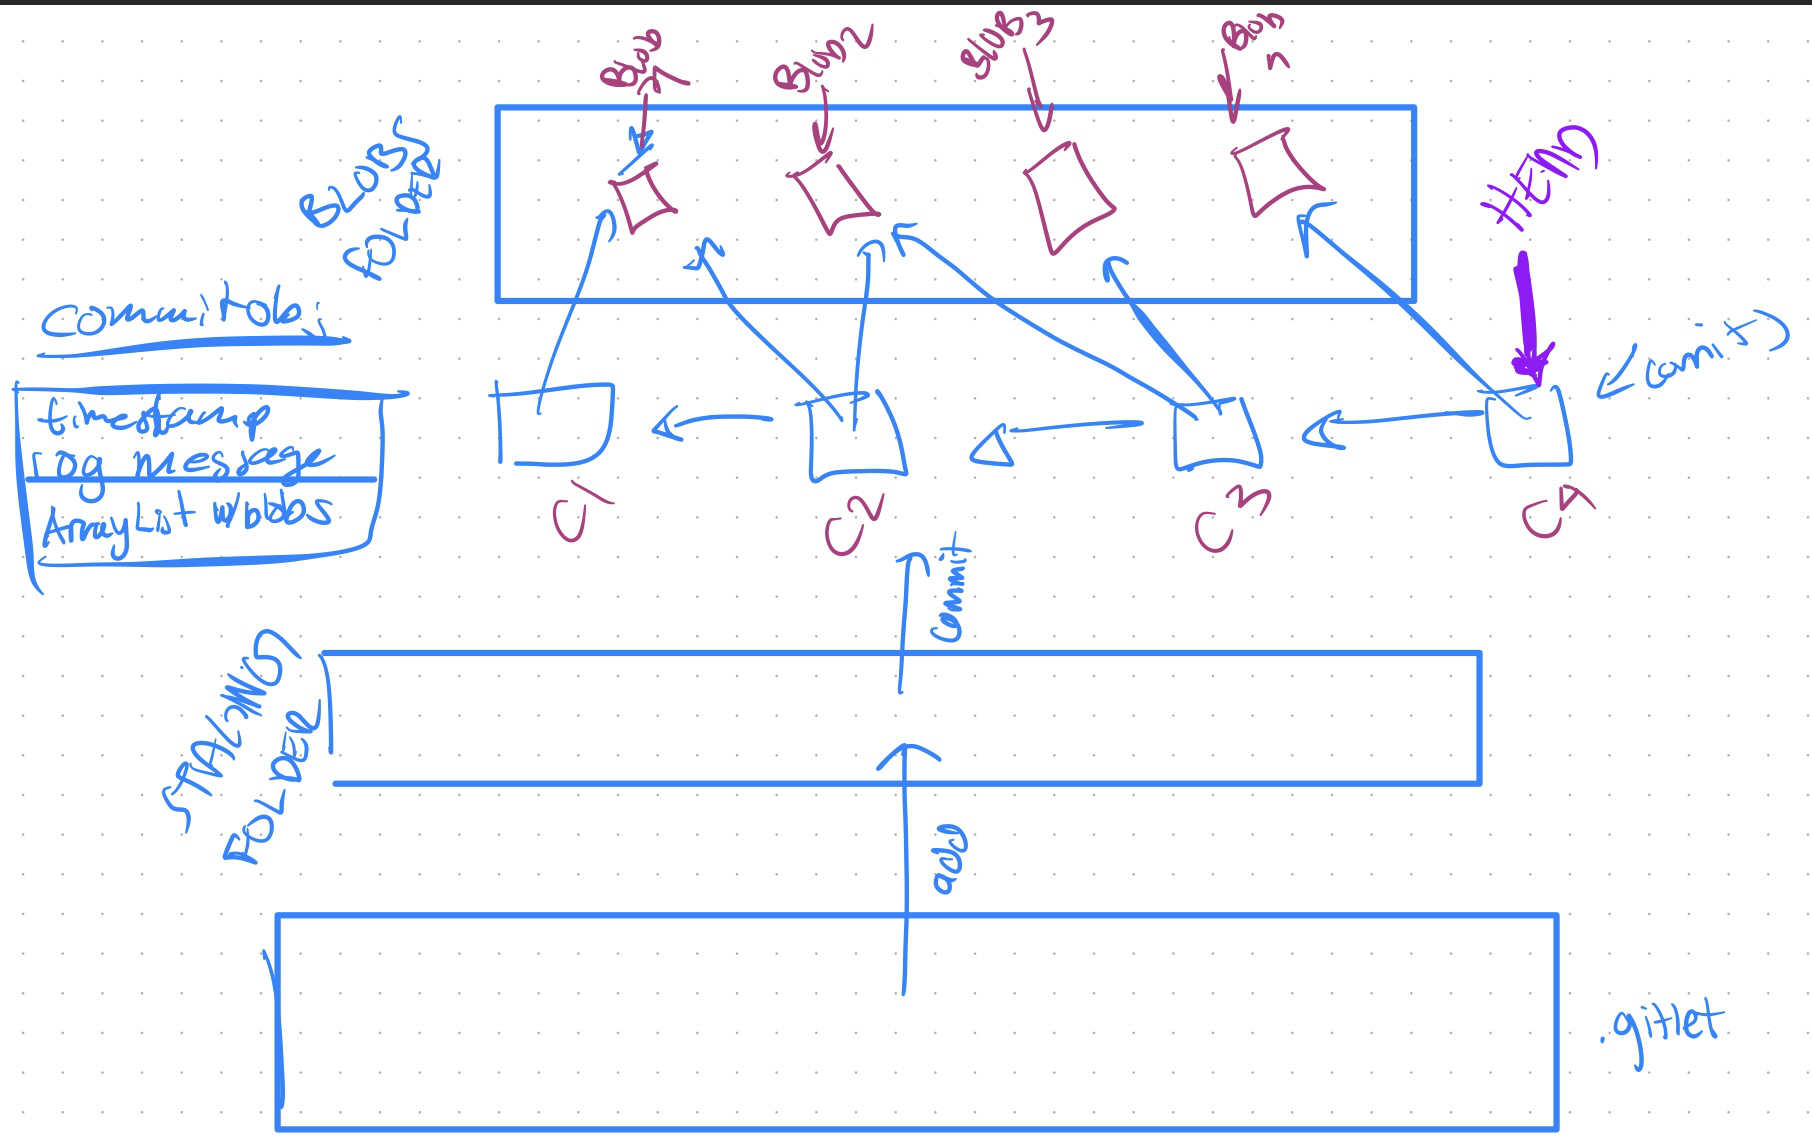 Blob
1
BLOB2
BLOB3
Blob
n
BLOBS
FOLDER
HEAD
CommitObj
timestamp
log message
ArrayList w/blobs
commit
C1
C2
C3
C4
Commit
STAGING
FOLDER
add
.gitlet